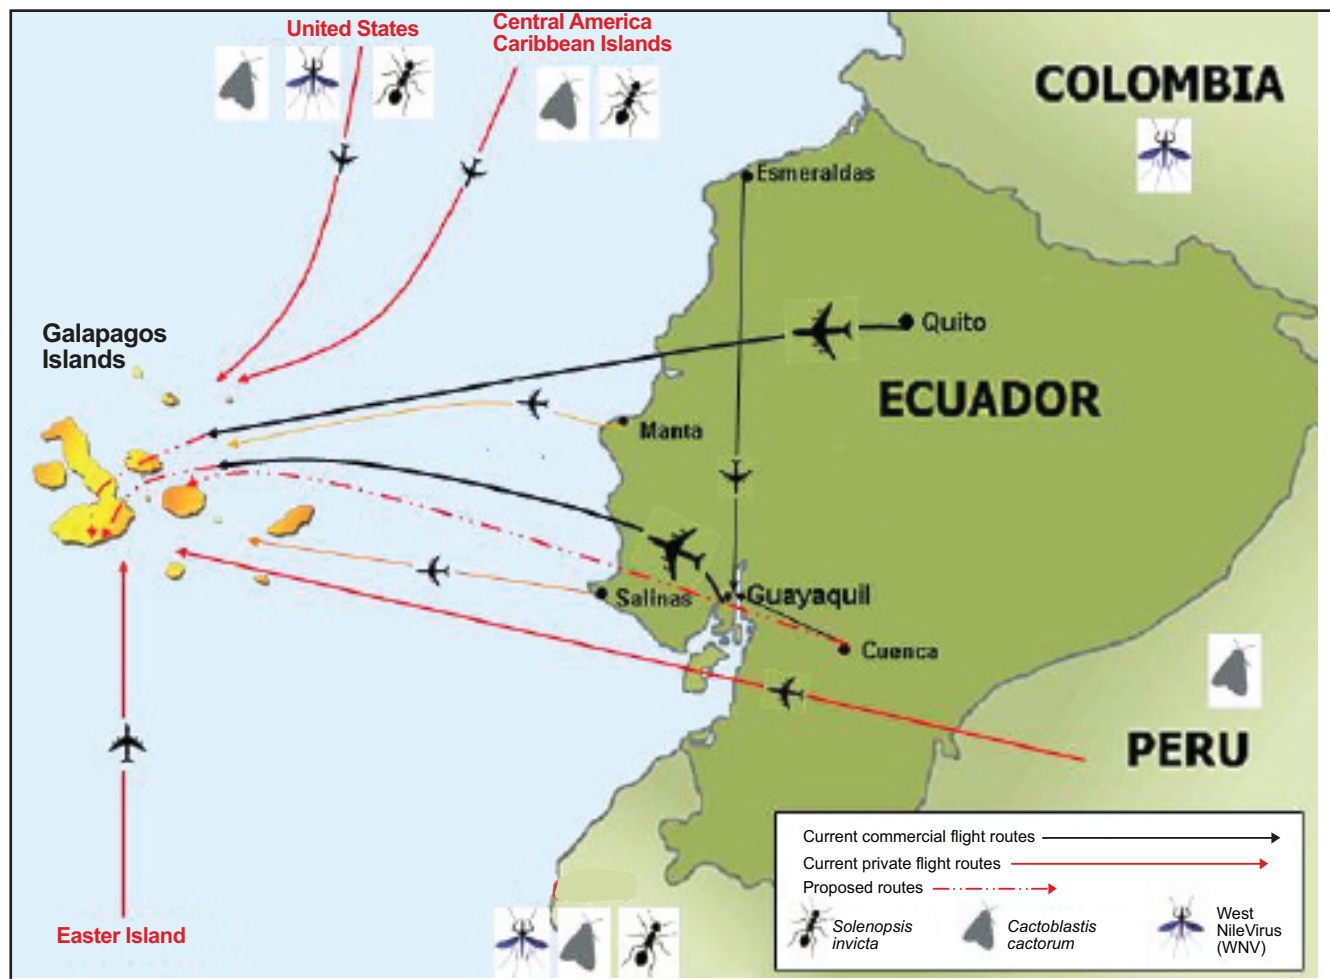 United States
Central America
Caribbean Islands
COLOMBIA
Esmeraldas
Galapagos
Islands
Quito
ECUADOR
Manta
Salinas
Guayaquil
Cuenca
PERU
Easter Island
Current commercial flight routes
Current private flight routes
Proposed routes
Solenopsis
invicta
Cactoblastis
cactorum
West
NileVirus
(WNV)